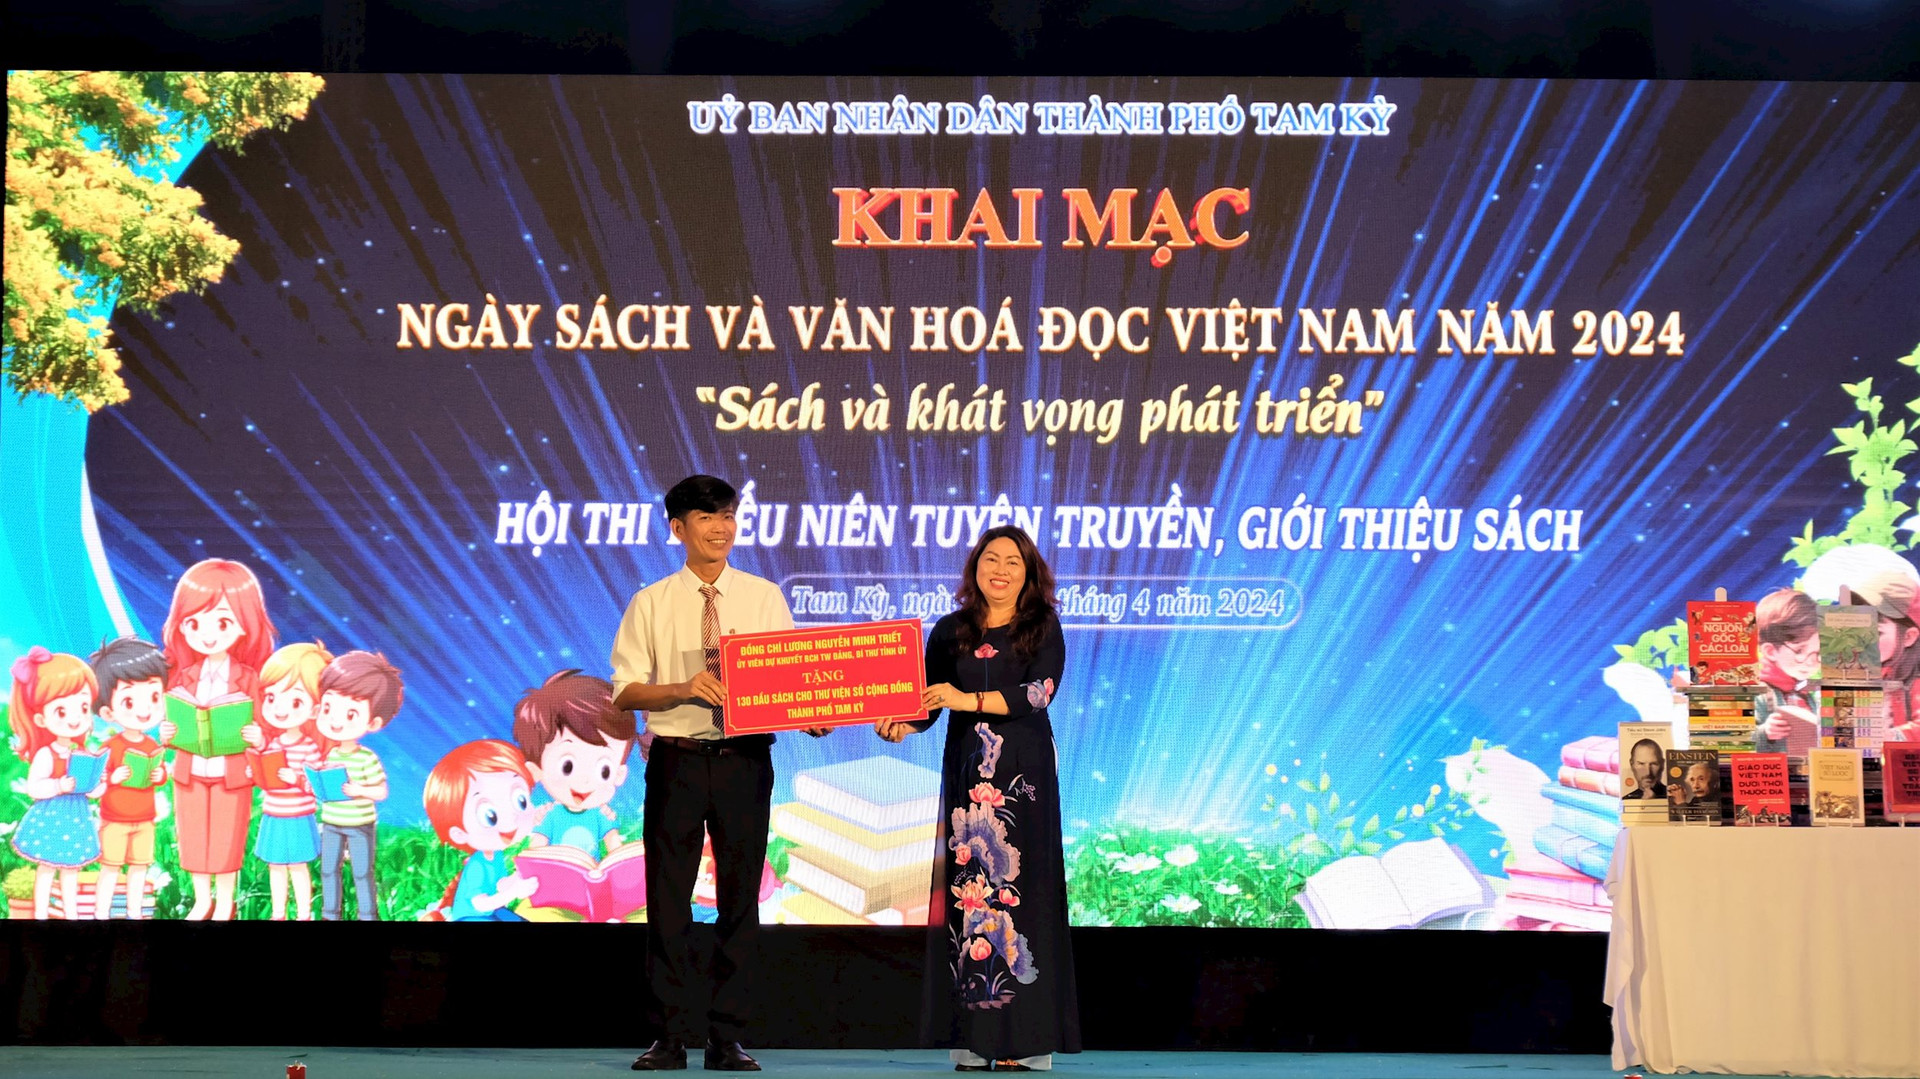 UỶ BAN NHÂN DÂN THÀNH PHỐ TAM KỲ
KHAI MẠC
NGÀY SÁCH VÀ VĂN HOÁ ĐỌC VIỆT NAM NĂM 2024
"Sách và khát vọng phát triển"
HỘI THI NIÊN TUYÊN TRUYỀN, GIỚI THIỆU SÁCH
Tam Kỳ, tháng 4 năm 2024
ĐỒNG CHÍ LƯƠNG NGUYỄN MINH TRIẾT
ỦY VIÊN DỰ KHUYẾT BCH TW ĐẢNG, BÍ THƯ TỈNH ỦY
TẶNG
130 ĐẦU SÁCH CHO THƯ VIỆN SỐ CỘNG ĐỒNG
THÀNH PHỐ TAM KỲ
NGUỒN
GỐC
CÁC LOÀI
EINSTEIN
GIÁO DỤC
VIỆT NAM
DƯỚI THỜI
THUỘC ĐỊA